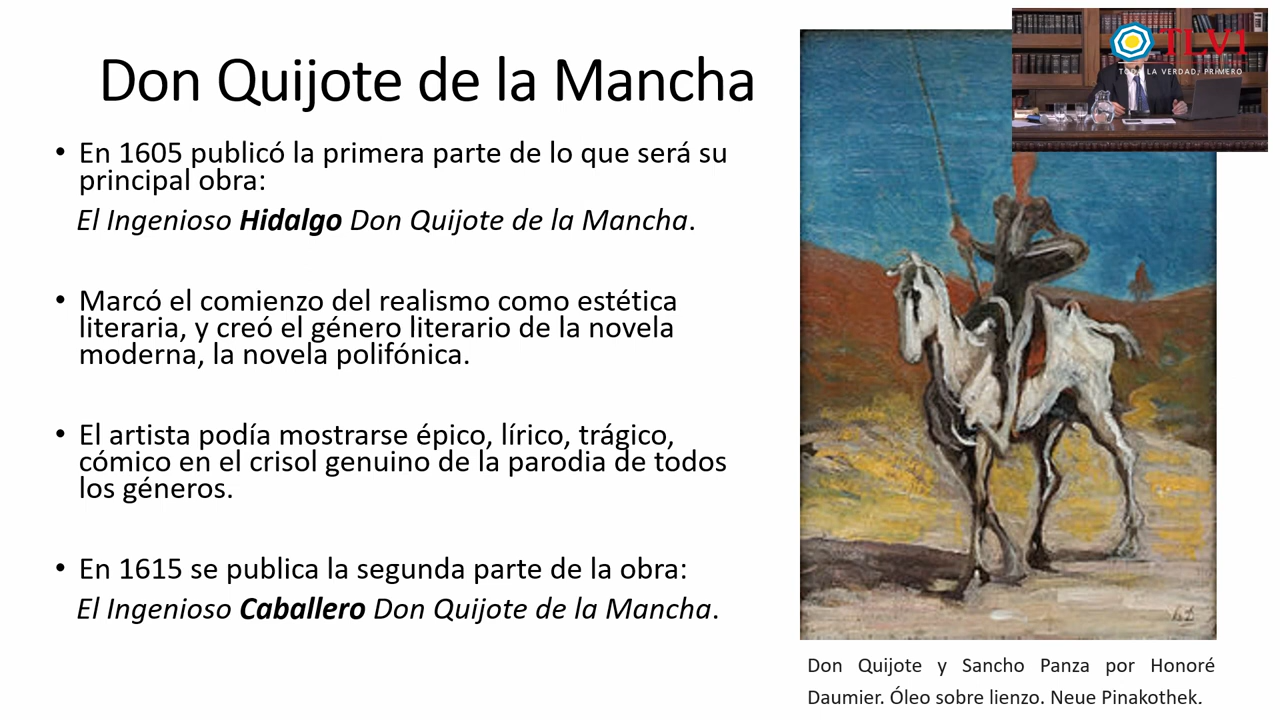 Don Quijote de la Mancha
• En 1605 publicó la primera parte de lo que será su
principal obra:
El Ingenioso Hidalgo Don Quijote de la Mancha.
• Marcó el comienzo del realismo como estética
literaria, y creó el género literario de la novela
moderna, la novela polifónica.
• El artista podía mostrarse épico, lírico, trágico,
cómico en el crisol genuino de la parodia de todos
los géneros.
• En 1615 se publica la segunda parte de la obra:
El Ingenioso Caballero Don Quijote de la Mancha.
TLV1
TODA LA VERDAD, PRIMERO
Don Quijote y Sancho Panza por Honoré
Daumier. Óleo sobre lienzo. Neue Pinakothek.